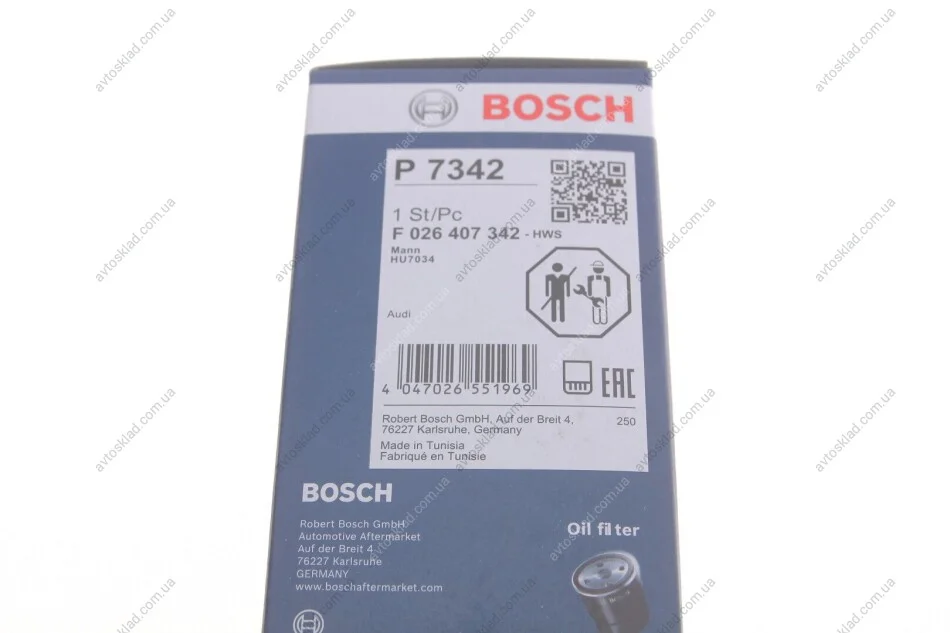 BOSCH
P 7342
1 St/Pc
F 026 407 342 - HWS
Mann
HU7034
Audi
4 047026 551969
EAC
Robert Bosch GmbH, Auf der Breit 4, 250
76227 Karlsruhe, Germany
Made in Tunisia
Fabriqué en Tunisie
BOSCH
Robert Bosch GmbH
Automotive Aftermarket
Auf der Breit 4
76227 Karlsruhe
GERMANY
www.boschaftermarket.com
Oil filter
avtosklad.com.ua